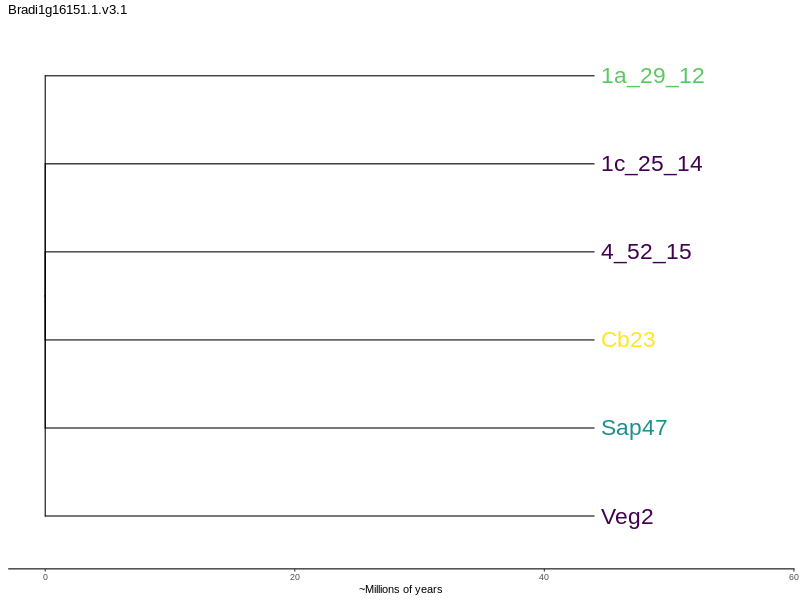 Bradi1g16151.1.v3.1
1a_29_12
1c_25_14
4_52_15
Cb23
Sap47
Veg2
0 20 40 60
~Millions of years